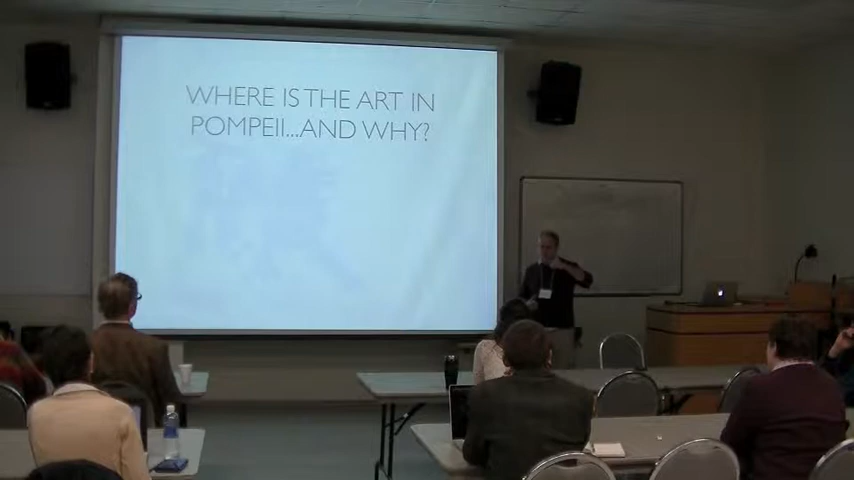 WHERE IS THE ART IN
POMPEII...AND WHY?